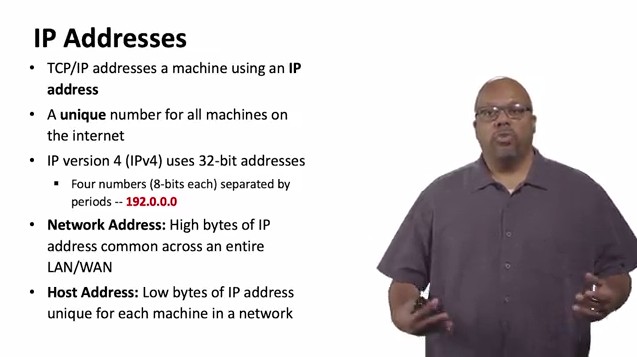 IP Addresses
• TCP/IP addresses a machine using an IP
address
• A unique number for all machines on
the internet
• IP version 4 (IPv4) uses 32-bit addresses
▪ Four numbers (8-bits each) separated by
periods -- 192.0.0.0
• Network Address: High bytes of IP
address common across an entire
LAN/WAN
• Host Address: Low bytes of IP address
unique for each machine in a network